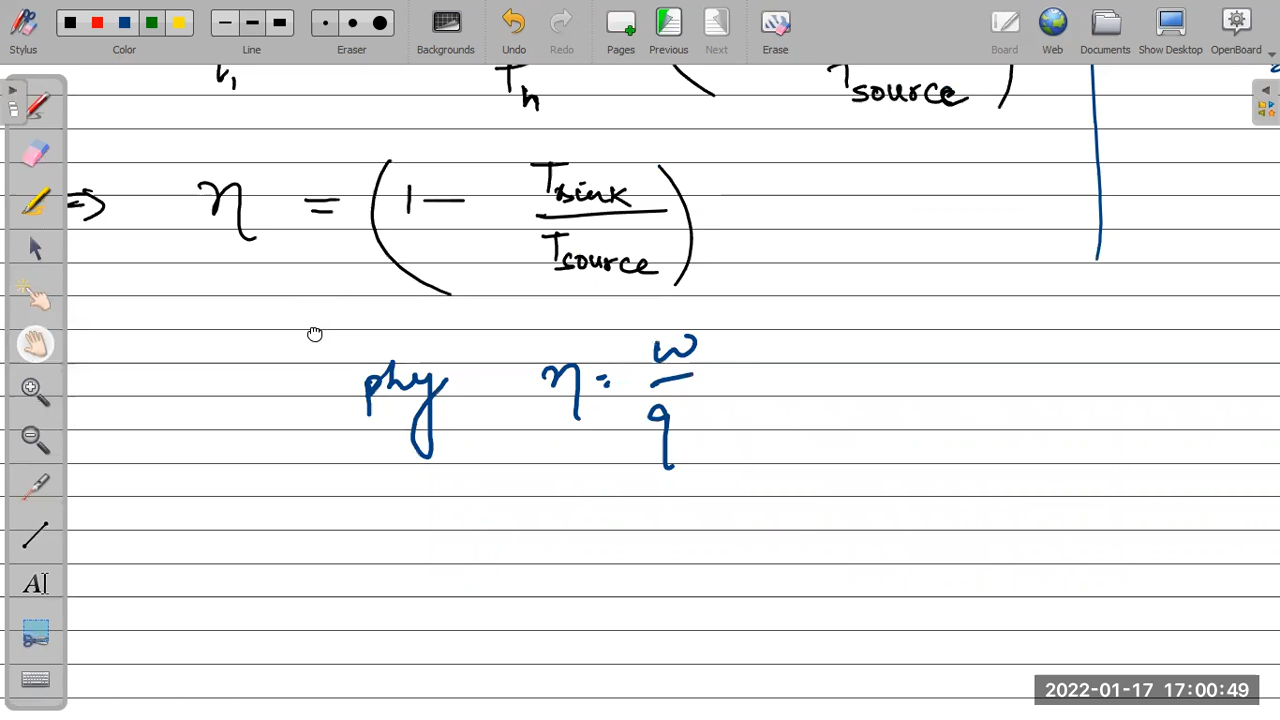 Stylus Color Line Eraser Backgrounds Undo Redo Pages Previous Next Erase Board Web Documents Show Desktop OpenBoard
T_h T_source
⇒ η = (1 − T_sink / T_source)
phy η = w / q
2022-01-17 17:00:49